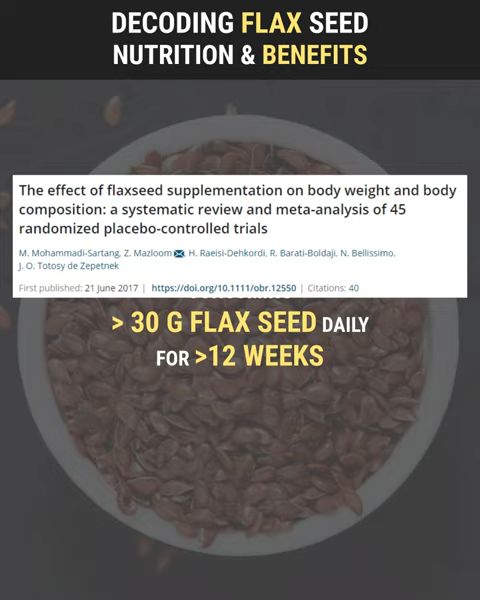 DECODING FLAX SEED
NUTRITION & BENEFITS
The effect of flaxseed supplementation on body weight and body
composition: a systematic review and meta-analysis of 45
randomized placebo-controlled trials
M. Mohammadi-Sartang, Z. Mazloom, H. Raeisi-Dehkordi, R. Barati-Boldaji, N. Bellissimo,
J. O. Totosy de Zepetnek
First published: 21 June 2017 | https://doi.org/10.1111/obr.12550 | Citations: 40
> 30 G FLAX SEED DAILY
FOR >12 WEEKS